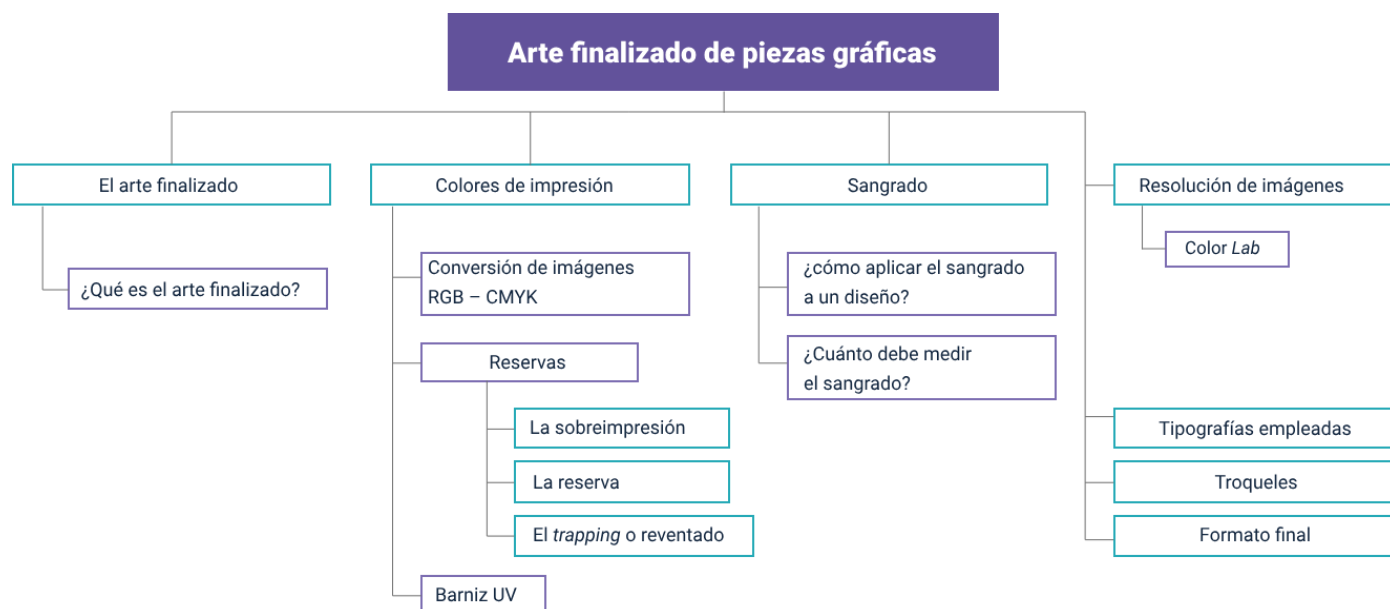 Arte finalizado de piezas gráficas
El arte finalizado
¿Qué es el arte finalizado?
Colores de impresión
Conversión de imágenes
RGB – CMYK
Reservas
La sobreimpresión
La reserva
El trapping o reventado
Barniz UV
Sangrado
¿cómo aplicar el sangrado
a un diseño?
¿Cuánto debe medir
el sangrado?
Resolución de imágenes
Color Lab
Tipografías empleadas
Troqueles
Formato final